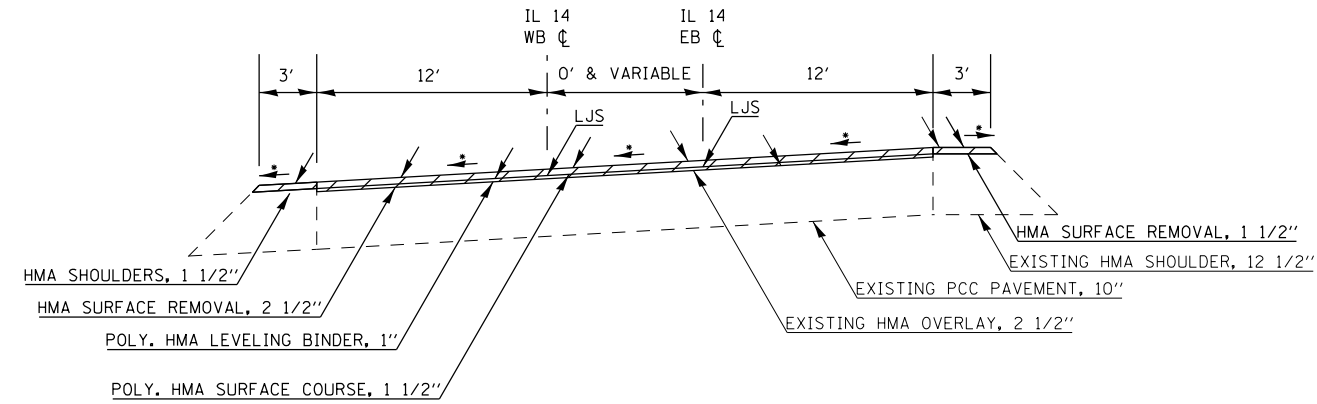 IL 14
WB ℄
IL 14
EB ℄
3'
12'
0' & VARIABLE
12'
3'
LJS
LJS
*
*
*
*
*
HMA SURFACE REMOVAL, 1 1/2"
EXISTING HMA SHOULDER, 12 1/2"
EXISTING PCC PAVEMENT, 10"
EXISTING HMA OVERLAY, 2 1/2"
HMA SHOULDERS, 1 1/2"
HMA SURFACE REMOVAL, 2 1/2"
POLY. HMA LEVELING BINDER, 1"
POLY. HMA SURFACE COURSE, 1 1/2"